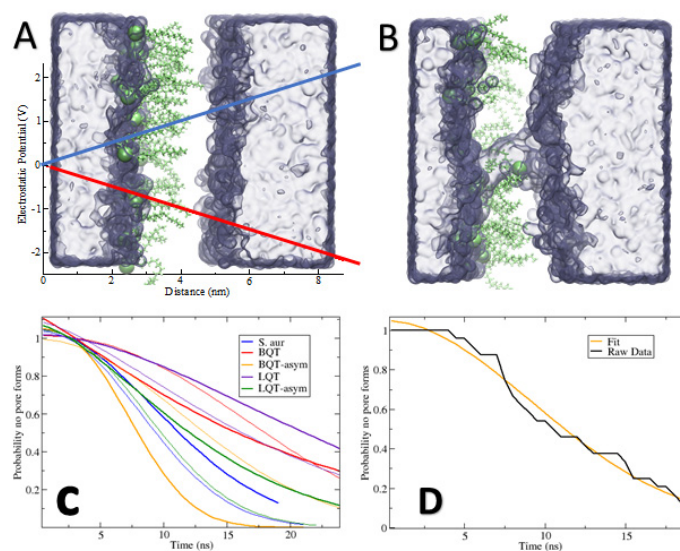 A
B
Electrostatic Potential (V)
2
1
0
-1
-2
0 2 4 6 8
Distance (nm)
Probability no pore forms
1
0.8
0.6
0.4
0.2
S. aur
BQT
BQT-asym
LQT
LQT-asym
C
0 5 10 15 20
Time (ns)
Probability no pore forms
1
0.8
0.6
0.4
0.2
0
Fit
Raw Data
D
0 5 10 15
Time (ns)